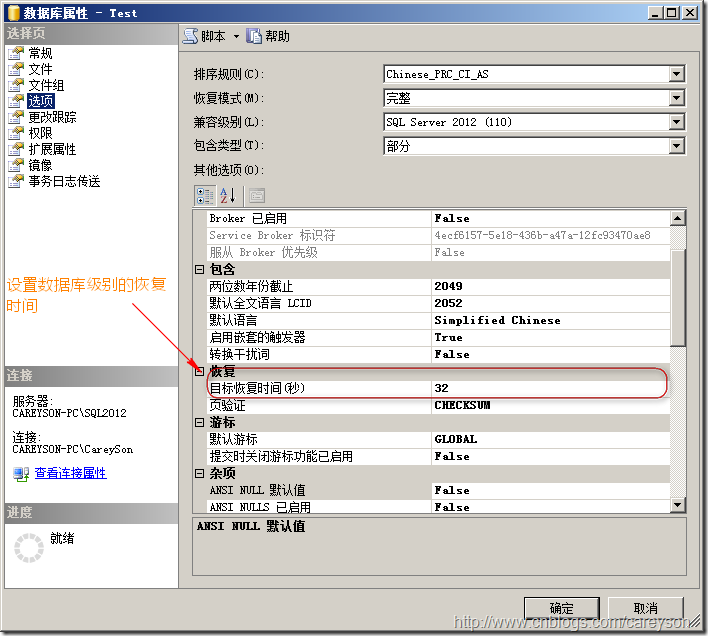 数据库属性 - Test
选择页
常规
文件
文件组
选项
更改跟踪
权限
扩展属性
镜像
事务日志传送
设置数据库级别的恢复
时间
连接
服务器:
CAREYSON-PC\SQL2012
连接:
CAREYSON-PC\CareySon
查看连接属性
进度
就绪
脚本 帮助
排序规则(C): Chinese_PRC_CI_AS
恢复模式(M): 完整
兼容级别(L): SQL Server 2012 (110)
包含类型(T): 部分
其他选项(O):
Broker 已启用 False
Service Broker 标识符 4ecf6157-5e18-436b-a47a-12fc93470ae8
服从 Broker 优先级 False
包含
两位数年份截止 2049
默认全文语言 LCID 2052
默认语言 Simplified Chinese
启用嵌套的触发器 True
转换干扰词 False
恢复
目标恢复时间(秒) 32
页验证 CHECKSUM
游标
默认游标 GLOBAL
提交时关闭游标功能已启用 False
杂项
ANSI NULL 默认值 False
ANSI NULLS 已启用 False
ANSI NULL 默认值
确定 取消
http://www.cnblogs.com/careyson